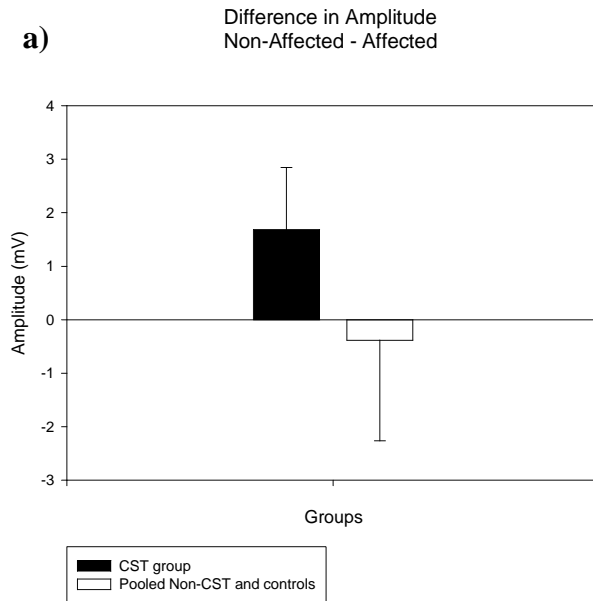 a)
Difference in Amplitude
Non-Affected - Affected
4
3
2
1
0
-1
-2
-3
Amplitude (mV)
Groups
CST group
Pooled Non-CST and controls